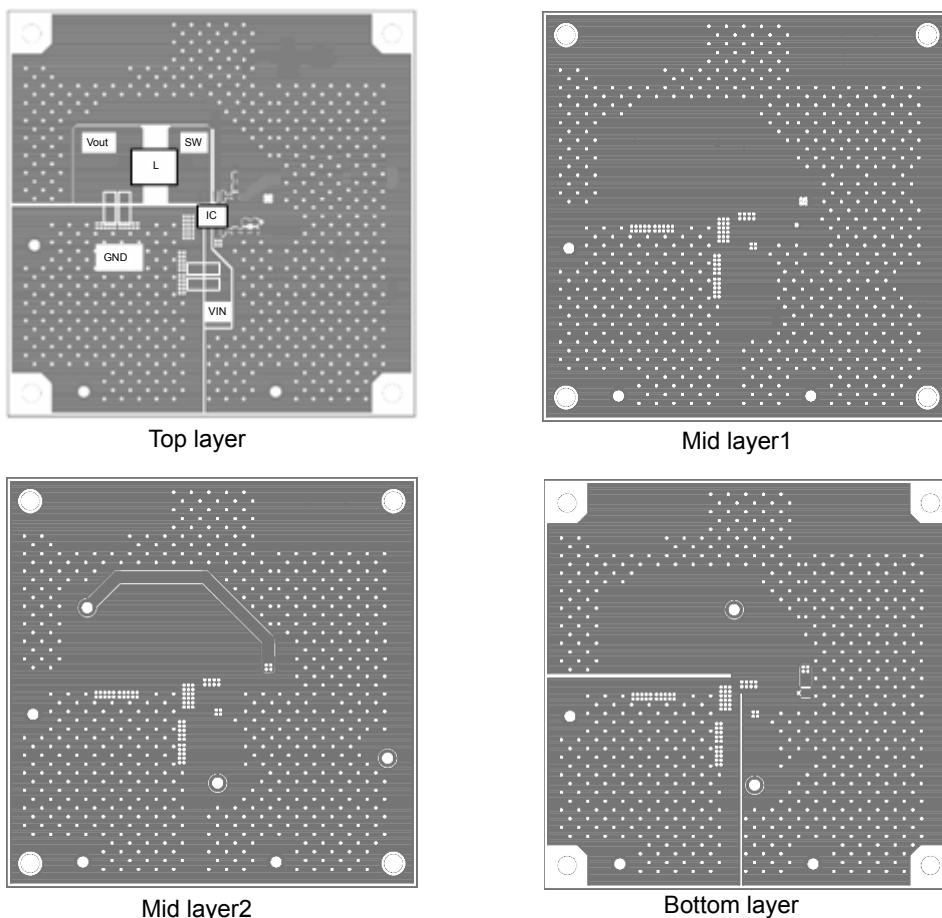 Vout
SW
L
IC
GND
VIN
Top layer
Mid layer1
Mid layer2
Bottom layer